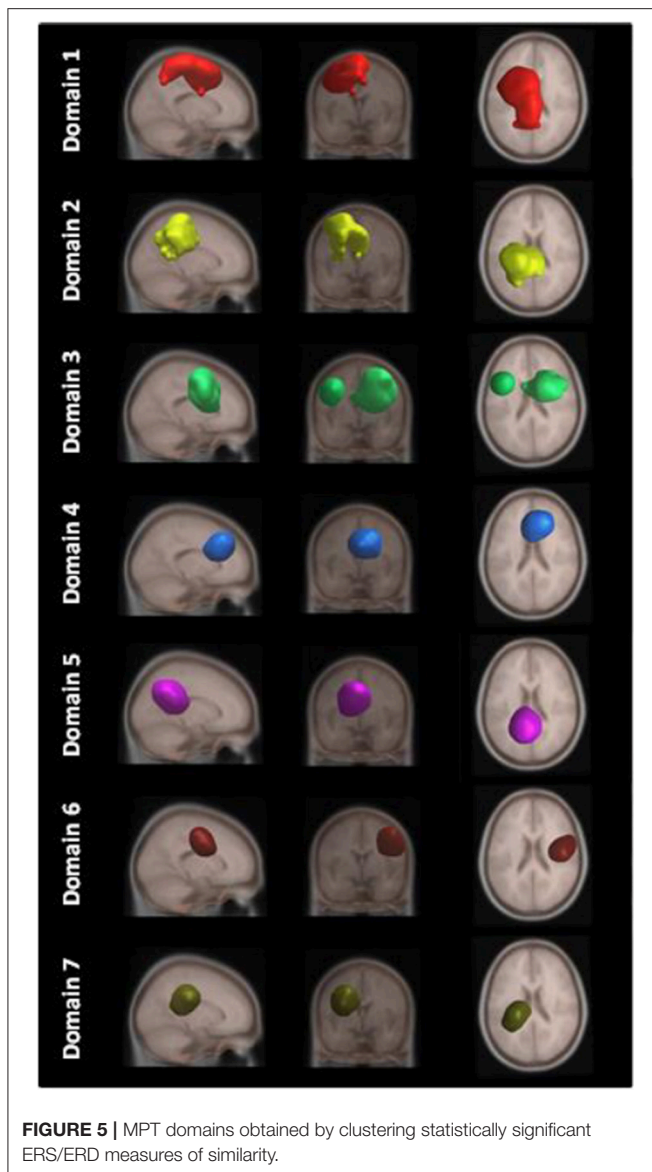 Domain 1
Domain 2
Domain 3
Domain 4
Domain 5
Domain 6
Domain 7
FIGURE 5 | MPT domains obtained by clustering statistically significant
ERS/ERD measures of similarity.